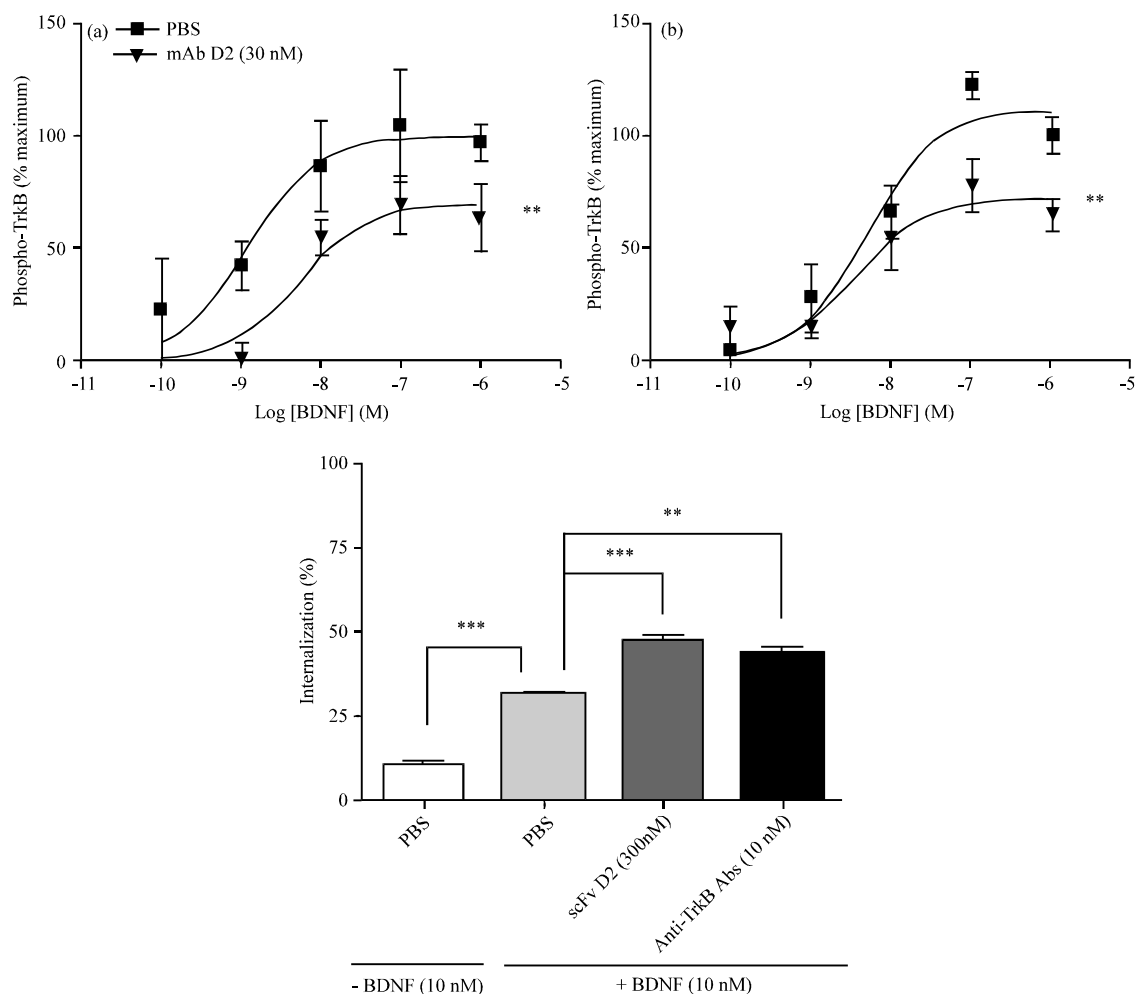 (a)
PBS
mAb D2 (30 nM)
Phospho-TrkB (% maximum)
150
100
50
0
**
-11 -10 -9 -8 -7 -6 -5
Log [BDNF] (M)
(b)
Phospho-TrkB (% maximum)
150
100
50
0
**
-11 -10 -9 -8 -7 -6 -5
Log [BDNF] (M)
Internalization (%)
100
75
50
25
0
***
***
**
PBS
PBS
scFv D2 (300nM)
Anti-TrkB Abs (10 nM)
- BDNF (10 nM)
+ BDNF (10 nM)